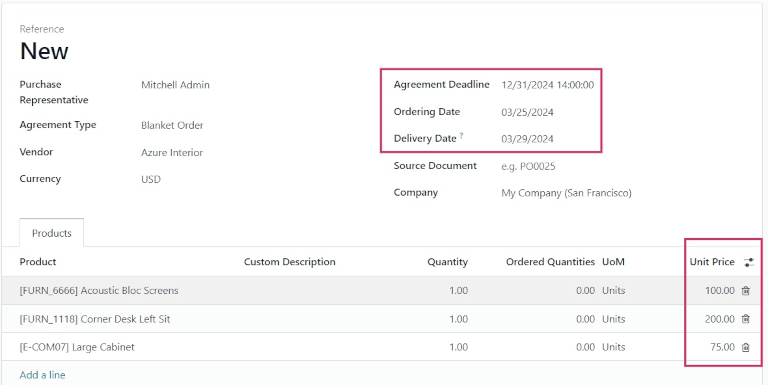 Reference
New
Purchase Representative Mitchell Admin
Agreement Type Blanket Order
Vendor Azure Interior
Currency USD
Agreement Deadline 12/31/2024 14:00:00
Ordering Date 03/25/2024
Delivery Date ? 03/29/2024
Source Document e.g. PO0025
Company My Company (San Francisco)
Products
Product Custom Description Quantity Ordered Quantities UoM Unit Price
[FURN_6666] Acoustic Bloc Screens 1.00 0.00 Units 100.00
[FURN_1118] Corner Desk Left Sit 1.00 0.00 Units 200.00
[E-COM07] Large Cabinet 1.00 0.00 Units 75.00
Add a line